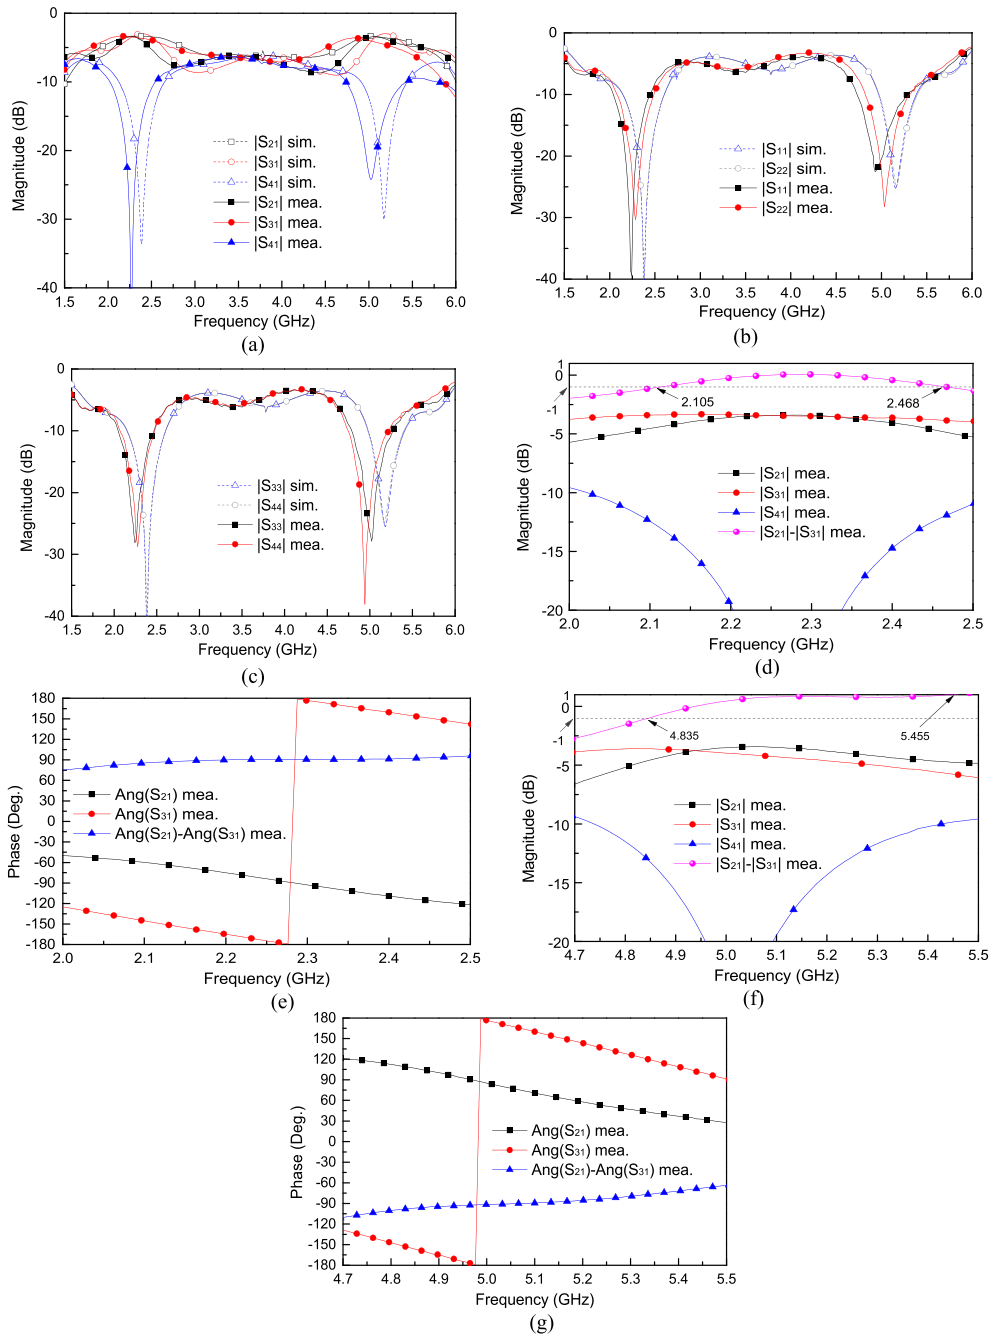 0
-10
-20
-30
-40
Magnitude (dB)
|S21| sim.
|S31| sim.
|S41| sim.
|S21| mea.
|S31| mea.
|S41| mea.
1.5 2.0 2.5 3.0 3.5 4.0 4.5 5.0 5.5 6.0
Frequency (GHz)
(a)
0
-10
-20
-30
-40
Magnitude (dB)
|S11| sim.
|S22| sim.
|S11| mea.
|S22| mea.
1.5 2.0 2.5 3.0 3.5 4.0 4.5 5.0 5.5 6.0
Frequency (GHz)
(b)
0
-10
-20
-30
-40
Magnitude (dB)
|S33| sim.
|S44| sim.
|S33| mea.
|S44| mea.
1.5 2.0 2.5 3.0 3.5 4.0 4.5 5.0 5.5 6.0
Frequency (GHz)
(c)
1
0
-1
-5
-10
-15
-20
Magnitude (dB)
2.105
2.468
|S21| mea.
|S31| mea.
|S41| mea.
|S21|-|S31| mea.
2.0 2.1 2.2 2.3 2.4 2.5
Frequency (GHz)
(d)
180
150
120
90
60
30
0
-30
-60
-90
-120
-150
-180
Phase (Deg.)
Ang(S21) mea.
Ang(S31) mea.
Ang(S21)-Ang(S31) mea.
2.0 2.1 2.2 2.3 2.4 2.5
Frequency (GHz)
(e)
1
0
-1
-5
-10
-15
-20
Magnitude (dB)
4.835
5.455
|S21| mea.
|S31| mea.
|S41| mea.
|S21|-|S31| mea.
4.7 4.8 4.9 5.0 5.1 5.2 5.3 5.4 5.5
Frequency (GHz)
(f)
180
150
120
90
60
30
0
-30
-60
-90
-120
-150
-180
Phase (Deg.)
Ang(S21) mea.
Ang(S31) mea.
Ang(S21)-Ang(S31) mea.
4.7 4.8 4.9 5.0 5.1 5.2 5.3 5.4 5.5
Frequency (GHz)
(g)